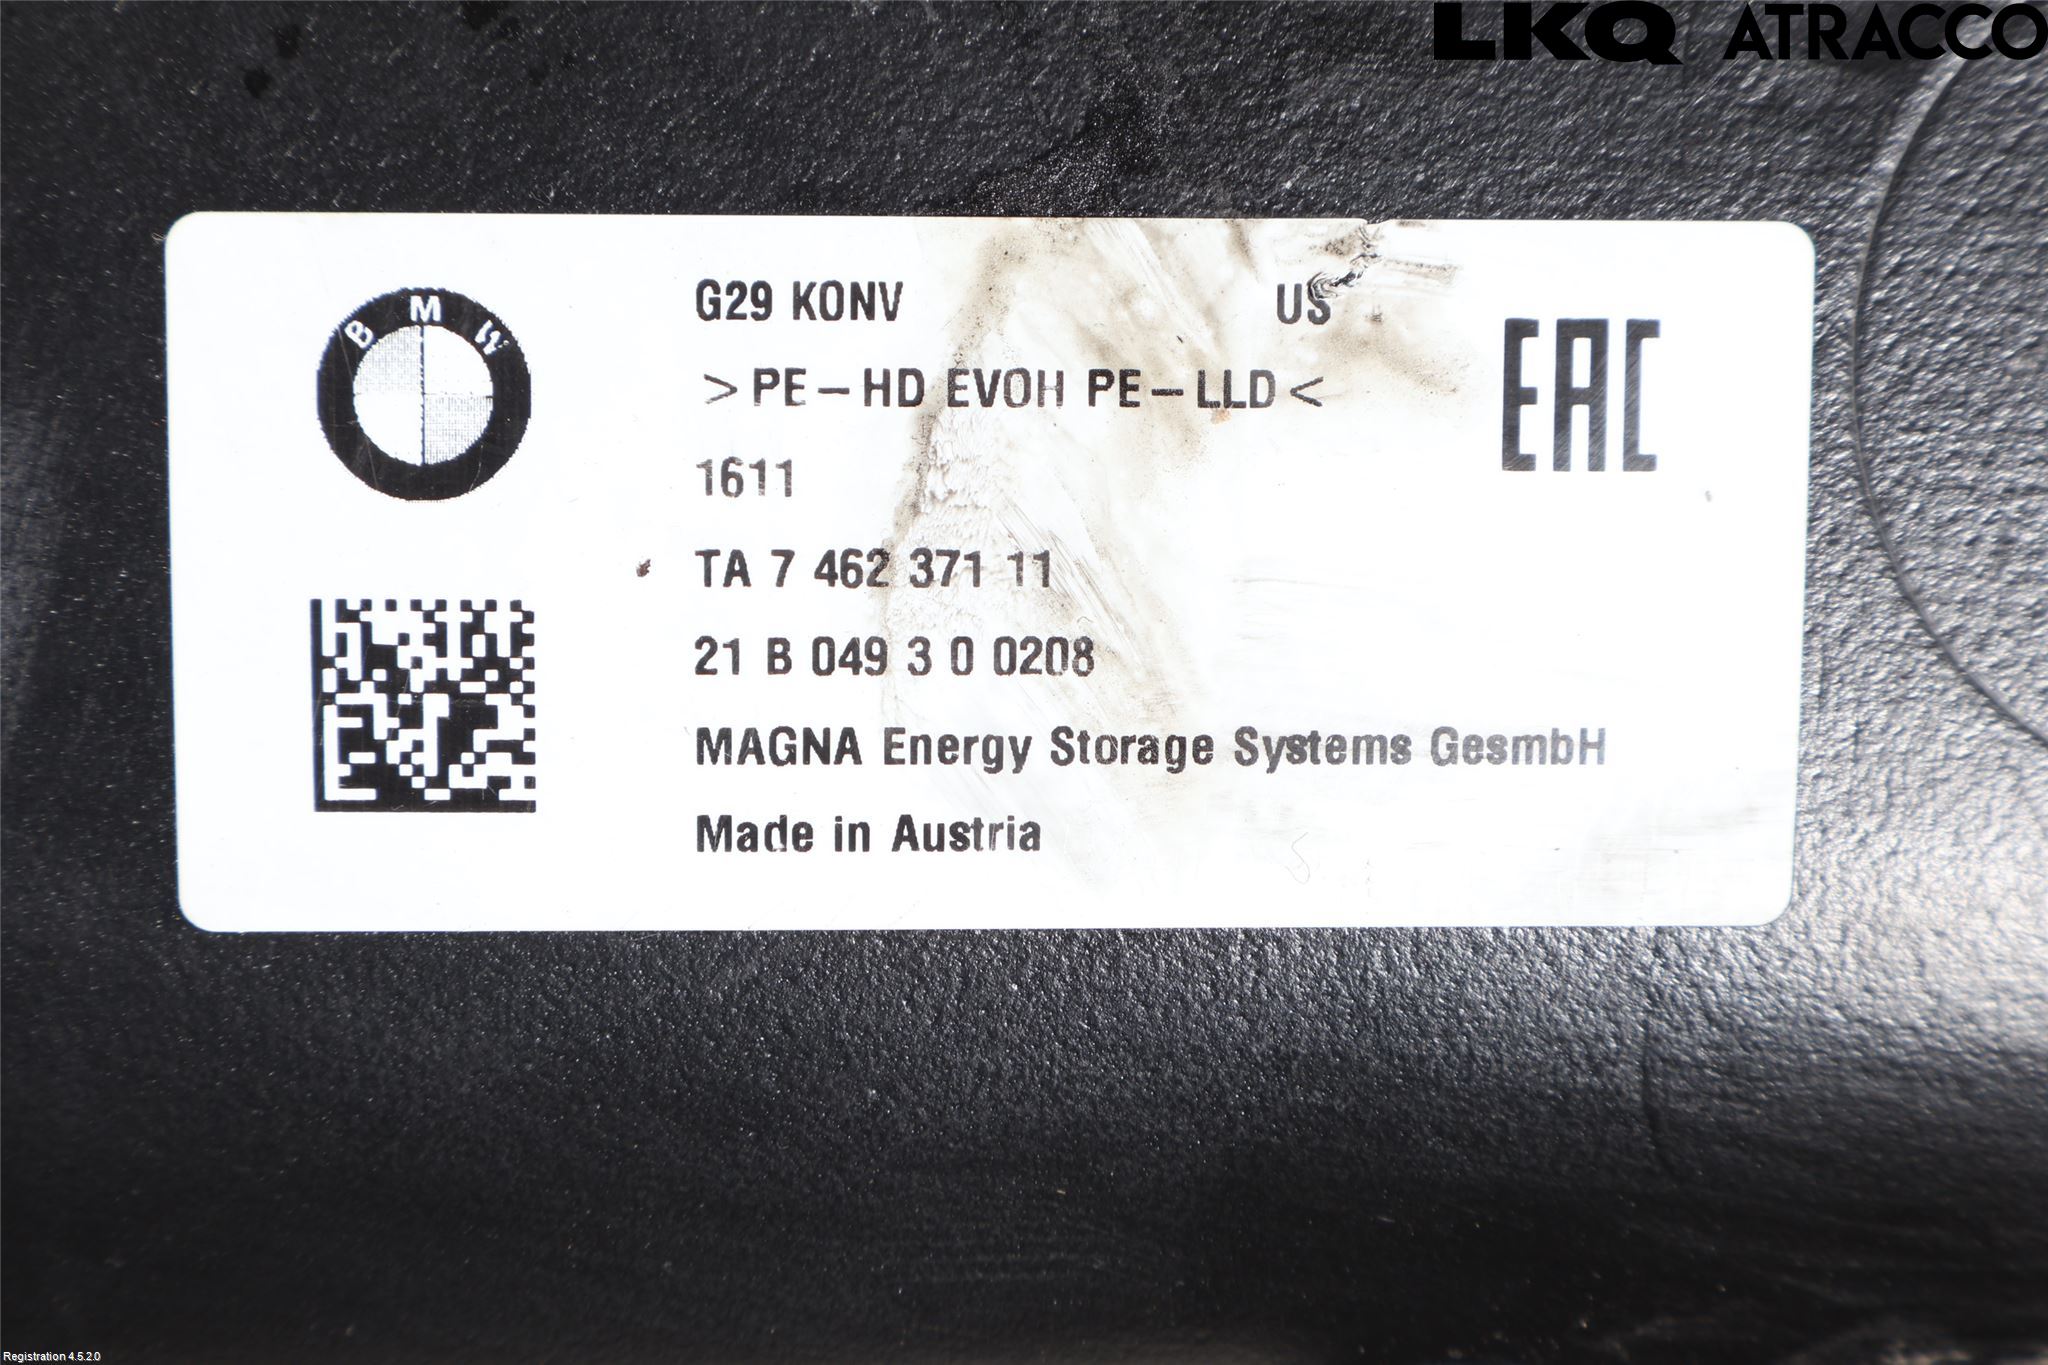 LKQ ATRACCO
BMW
G29 KONV US
>PE-HD EVOH PE-LLD<
1611
TA 7 462 371 11
21 B 049 3 0 0208
MAGNA Energy Storage Systems GesmbH
Made in Austria
EAC
Registration 4.5.2.0